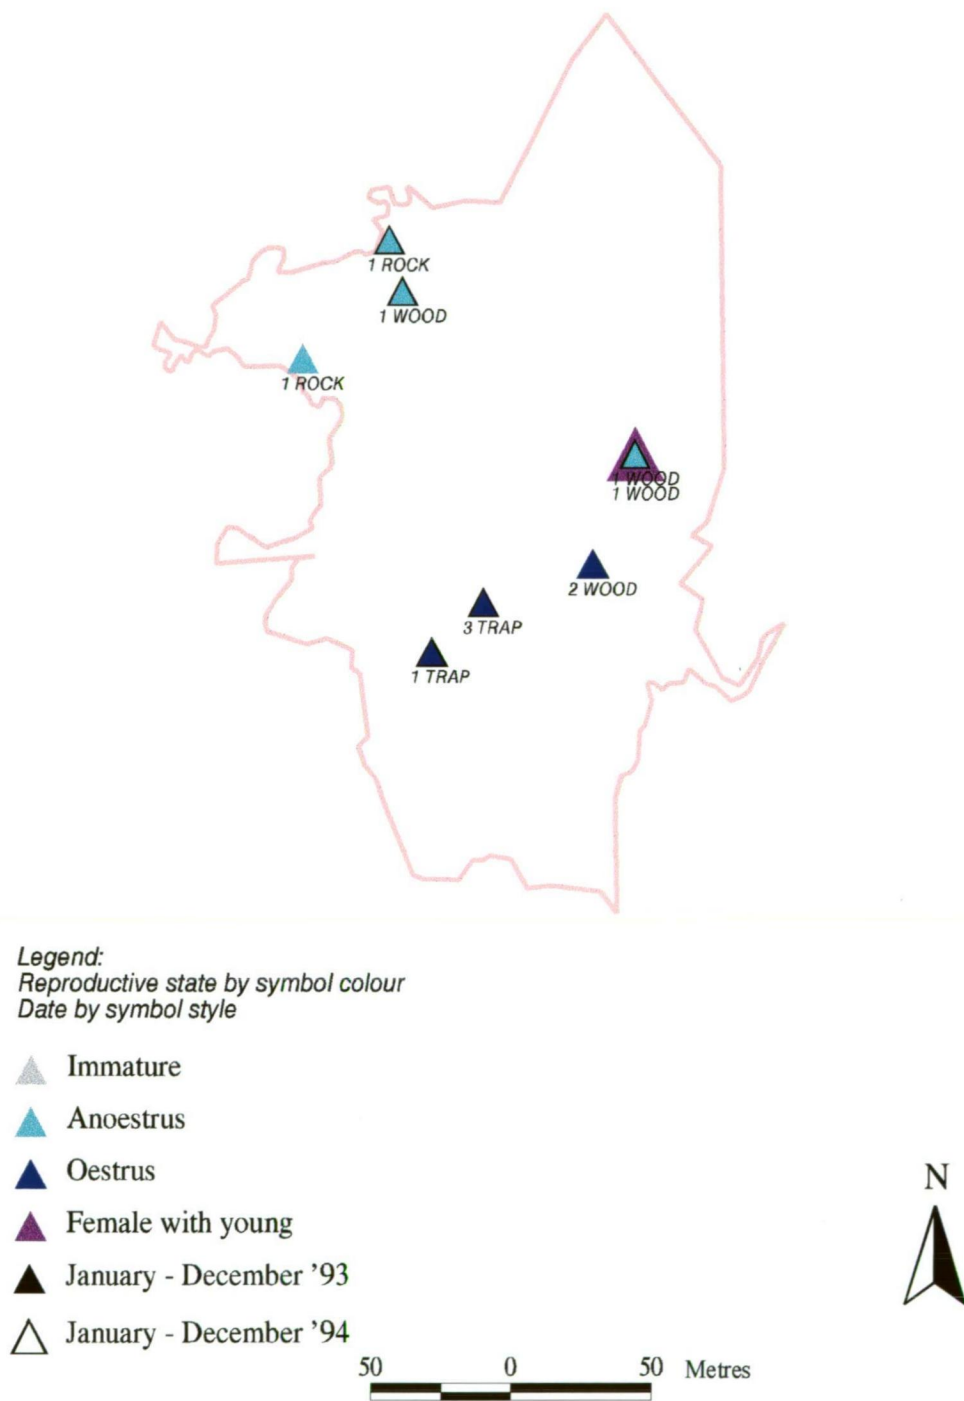 1 ROCK
1 WOOD
1 ROCK
1 WOOD
1 WOOD
2 WOOD
3 TRAP
1 TRAP
Legend:
Reproductive state by symbol colour
Date by symbol style
Immature
Anoestrus
Oestrus
Female with young
January - December ’93
January - December ’94
N
50 0 50 Metres